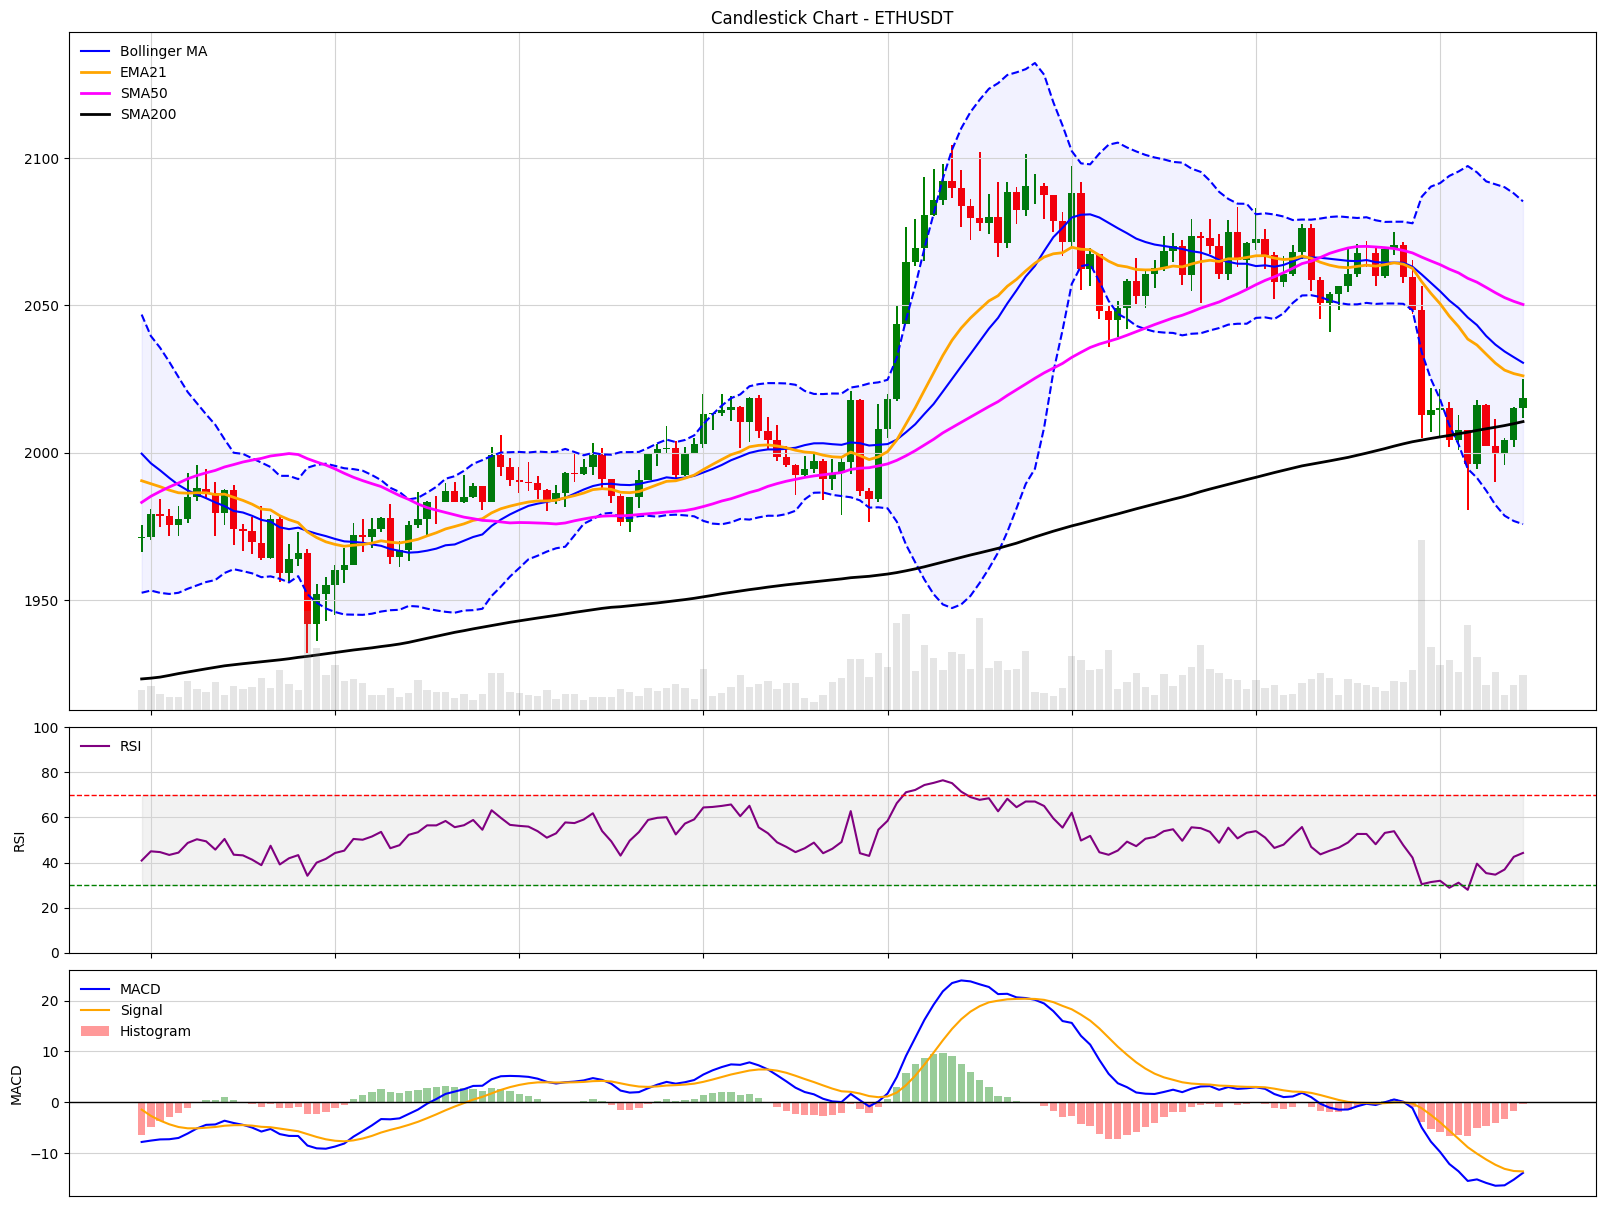 Candlestick Chart - ETHUSDT
Bollinger MA
EMA21
SMA50
SMA200
2100
2050
2000
1950
RSI
100
80
60
40
20
0
RSI
MACD
Signal
Histogram
20
10
0
−10
MACD